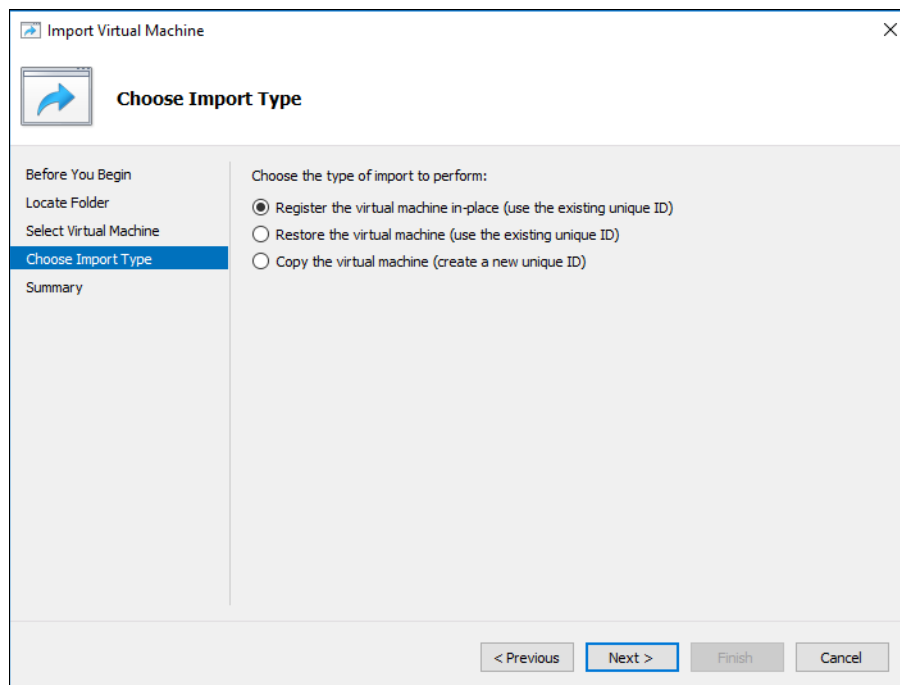 Import Virtual Machine
Choose Import Type
Before You Begin
Locate Folder
Select Virtual Machine
Choose Import Type
Summary
Choose the type of import to perform:
Register the virtual machine in-place (use the existing unique ID)
Restore the virtual machine (use the existing unique ID)
Copy the virtual machine (create a new unique ID)
< Previous
Next >
Finish
Cancel